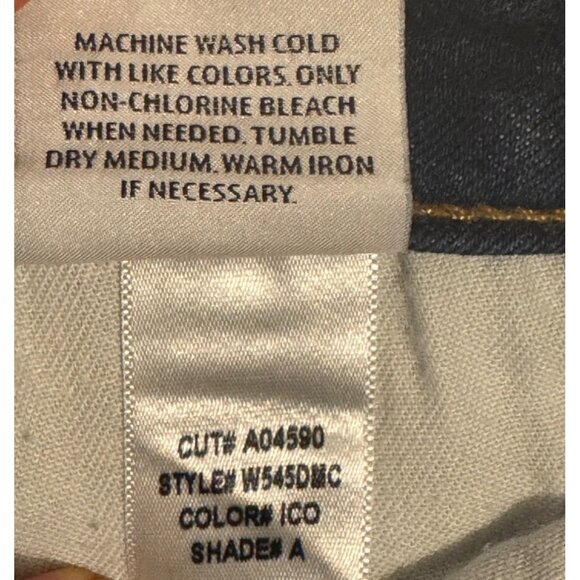 MACHINE WASH COLD
WITH LIKE COLORS. ONLY
NON-CHLORINE BLEACH
WHEN NEEDED. TUMBLE
DRY MEDIUM. WARM IRON
IF NECESSARY.
CUT# A04590
STYLE# W545DMC
COLOR# ICO
SHADE# A